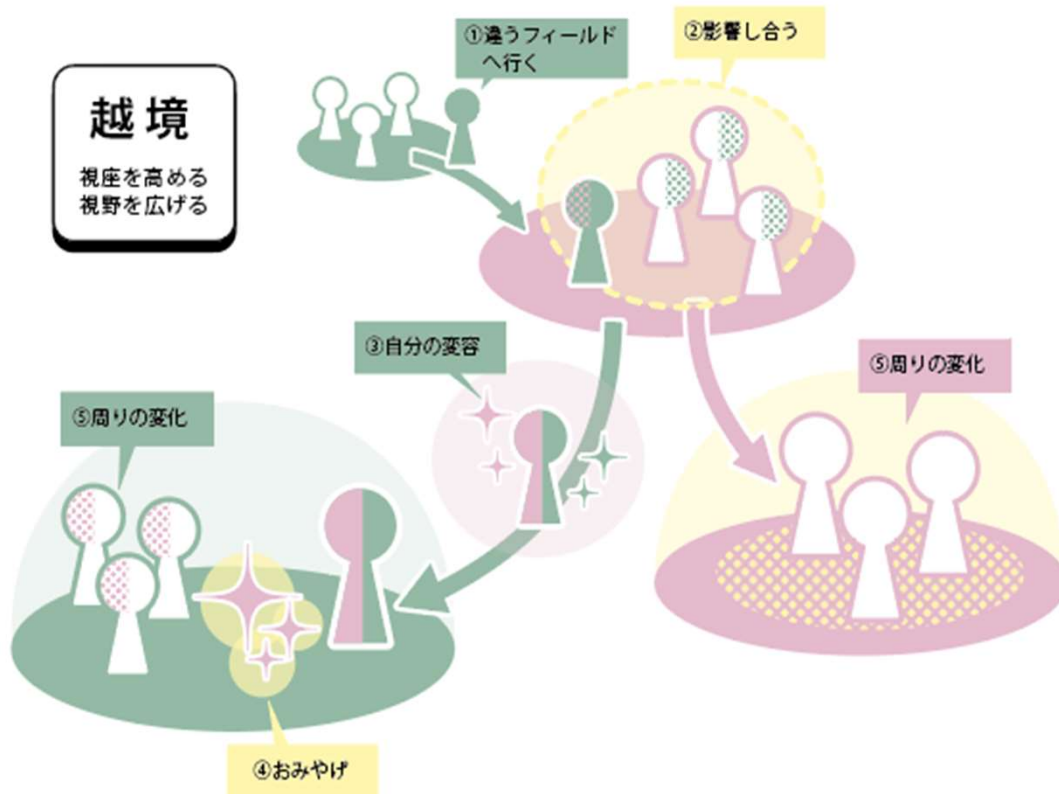 越境
視座を高める
視野を広げる
①違うフィールド
へ行く
②影響し合う
③自分の変容
⑤周りの変化
⑤周りの変化
④おみやげ